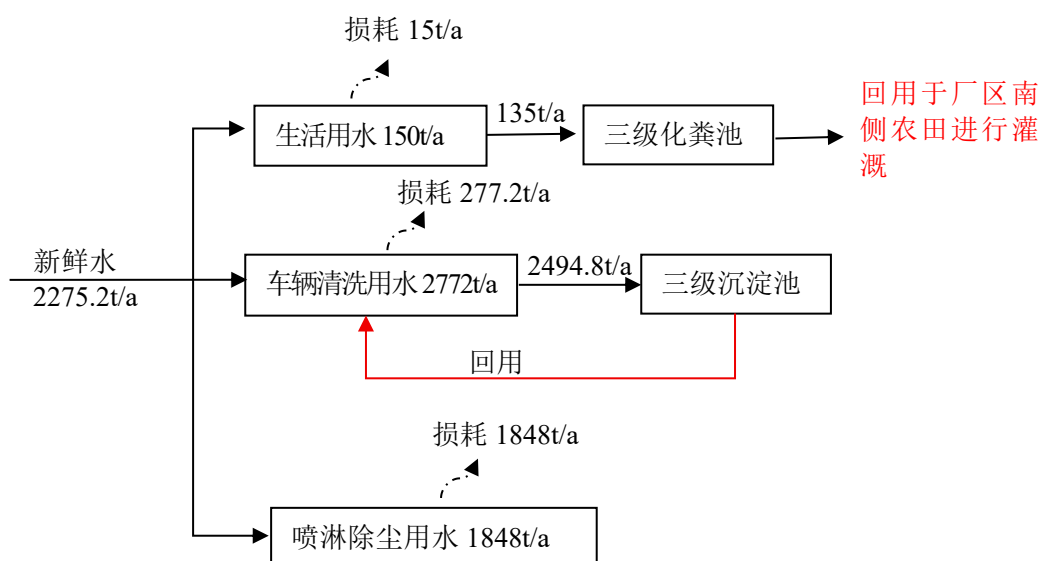 损耗 15t/a
生活用水 150t/a
135t/a
三级化粪池
回用于厂区南
侧农田进行灌
溉
损耗 277.2t/a
新鲜水
2275.2t/a
车辆清洗用水 2772t/a
2494.8t/a
三级沉淀池
回用
损耗 1848t/a
喷淋除尘用水 1848t/a